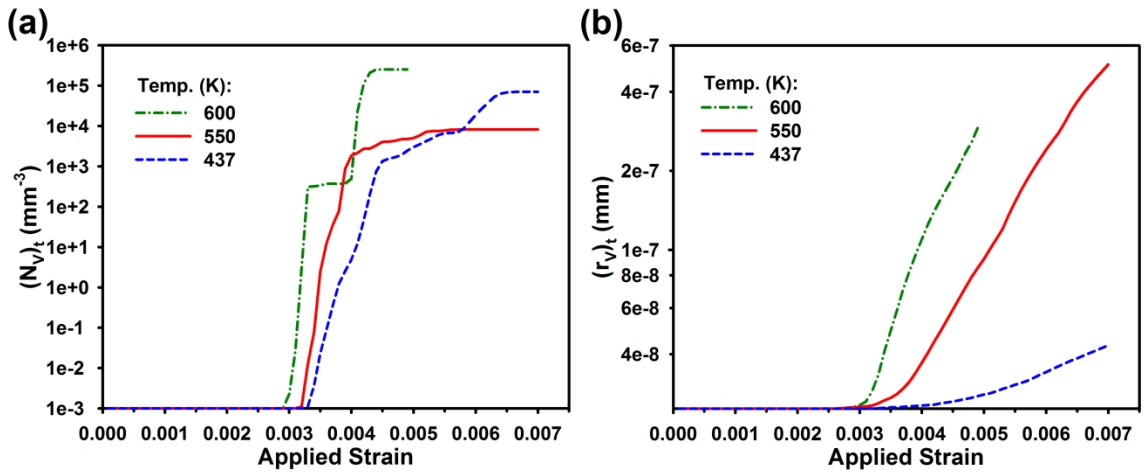 (a)
(N_V)_t (mm^-3)
1e+6
1e+5
1e+4
1e+3
1e+2
1e+1
1e+0
1e-1
1e-2
1e-3
Temp. (K):
600
550
437
0.000 0.001 0.002 0.003 0.004 0.005 0.006 0.007
Applied Strain
(b)
(r_V)_t (mm)
6e-7
4e-7
2e-7
1e-7
8e-8
6e-8
4e-8
Temp. (K):
600
550
437
0.000 0.001 0.002 0.003 0.004 0.005 0.006 0.007
Applied Strain